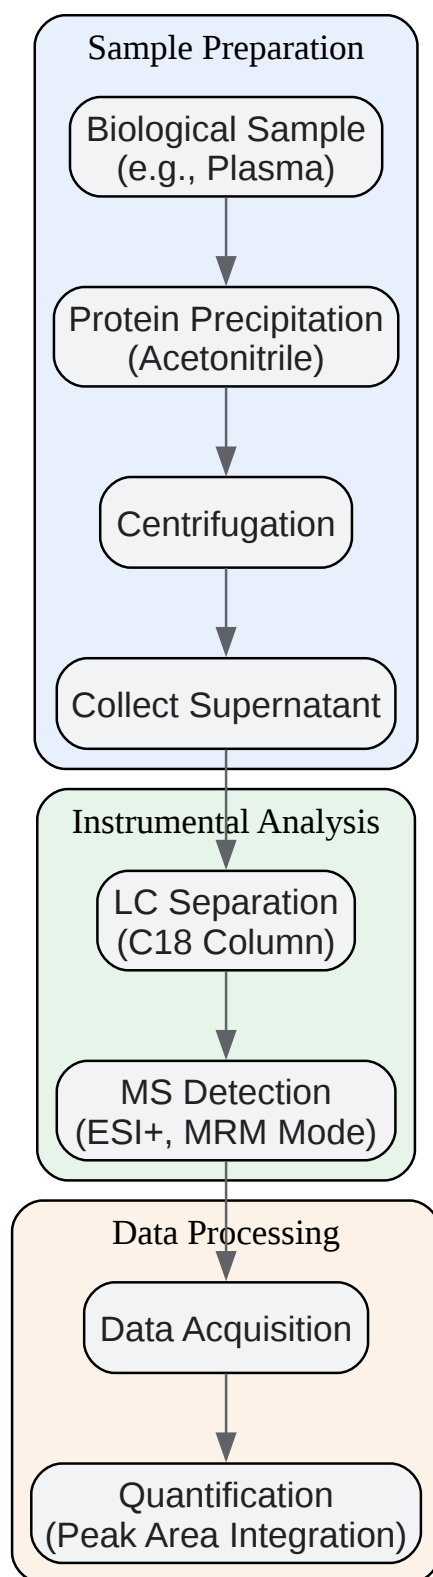 Sample Preparation
Biological Sample
(e.g., Plasma)
Protein Precipitation
(Acetonitrile)
Centrifugation
Collect Supernatant
Instrumental Analysis
LC Separation
(C18 Column)
MS Detection
(ESI+, MRM Mode)
Data Processing
Data Acquisition
Quantification
(Peak Area Integration)